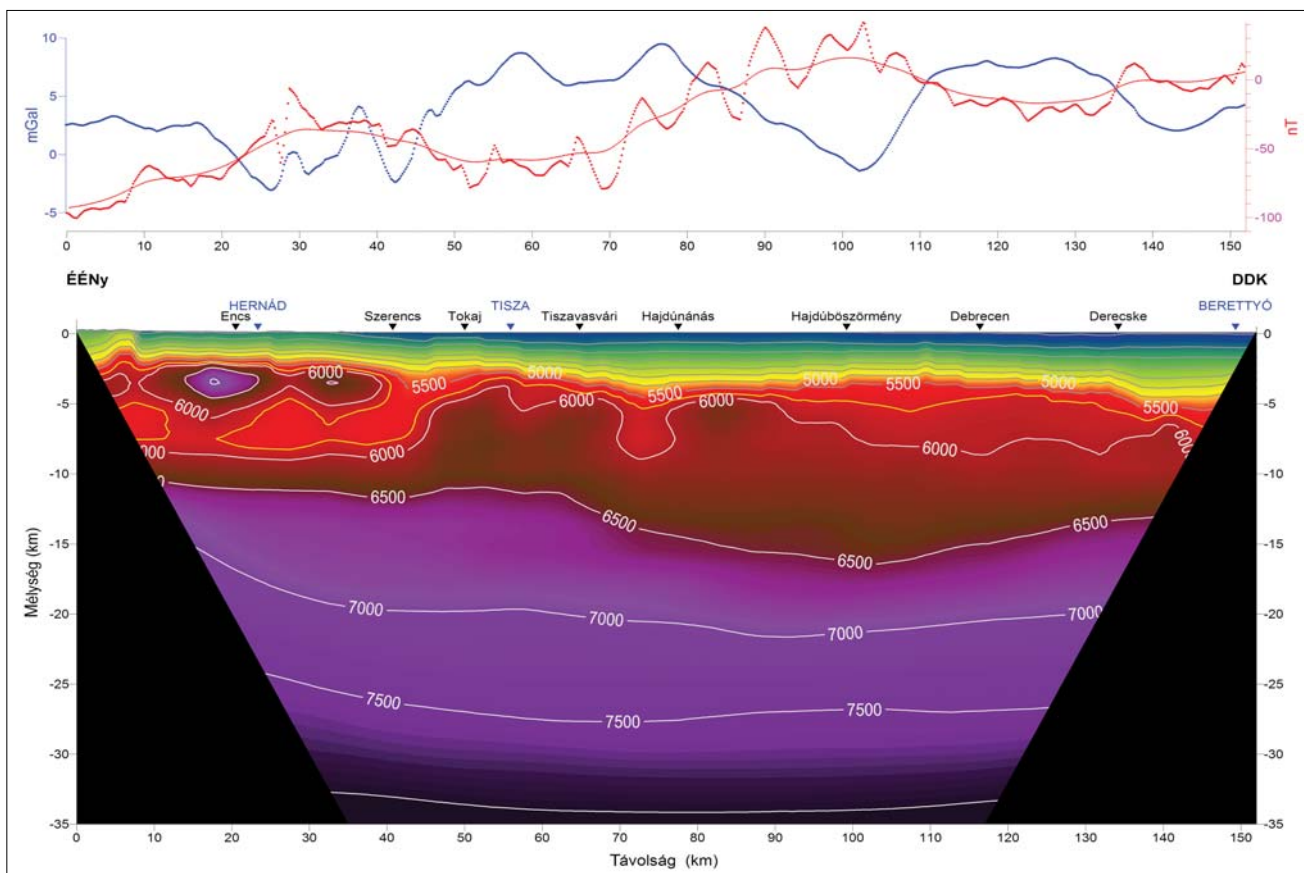 10
5
0
-5
mGal
0
-50
-100
nT
0 10 20 30 40 50 60 70 80 90 100 110 120 130 140 150
ÉÉNy DDK
HERNÁD TISZA BERETTYÓ
Encs Szerencs Tokaj Tiszavasvári Hajdúnánás Hajdúböszörmény Debrecen Derecske
0
-5
-10
-15
-20
-25
-30
-35
Mélység (km)
6000 5500 5000 5000 5500 5000 5500
6000 6000 6000 6000 6000
6000 6000
6500 6500 6500 6500
7000 7000 7000 7000
7500 7500 7500
0
-5
-10
-15
-20
-25
-30
-35
0 10 20 30 40 50 60 70 80 90 100 110 120 130 140 150
Távolság (km)